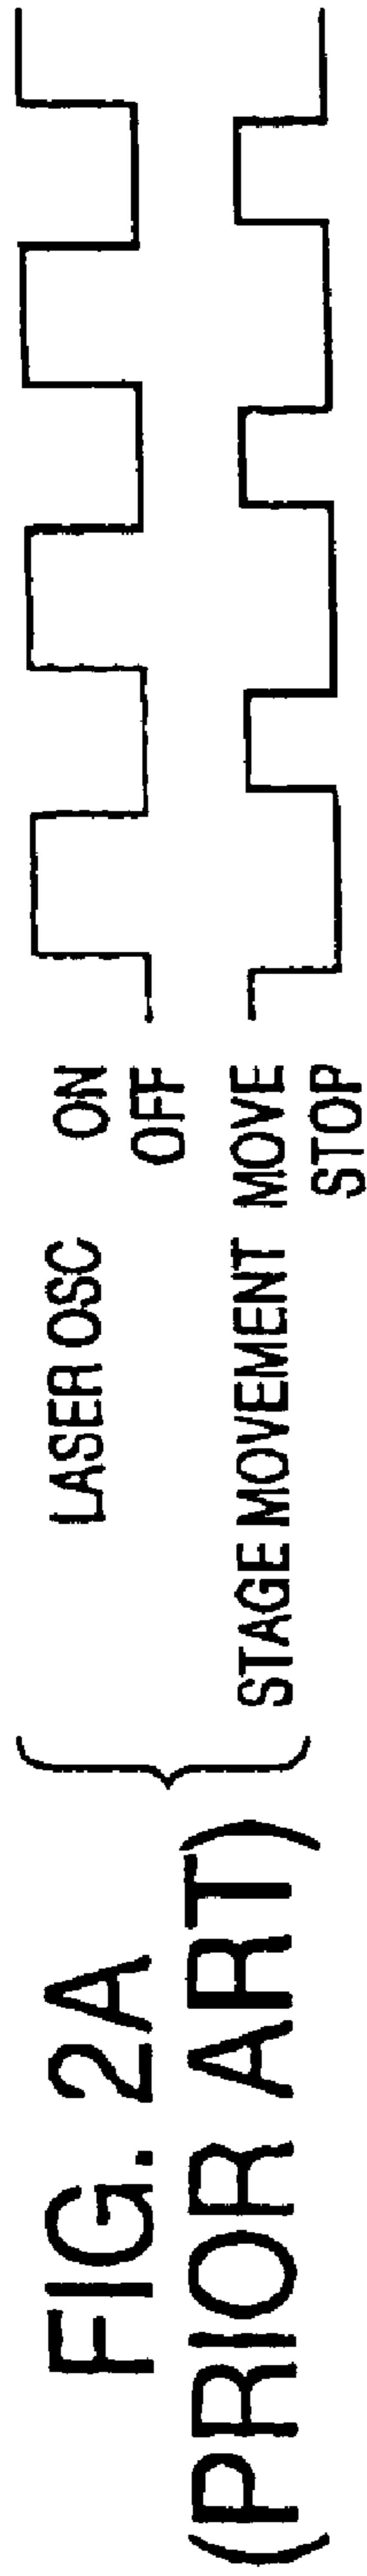 FIG. 2A
(PRIOR ART)
LASER OSC ON
OFF
STAGE MOVEMENT MOVE
STOP